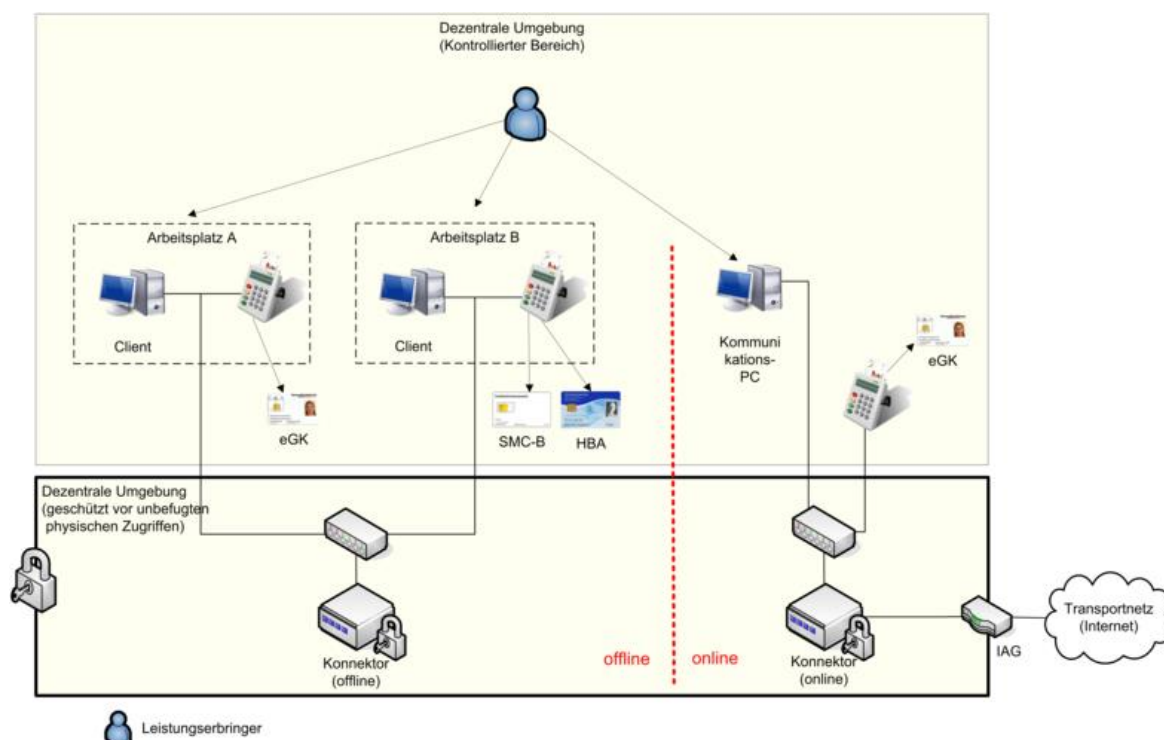 Dezentrale Umgebung
(Kontrollierter Bereich)
Arbeitsplatz A
Arbeitsplatz B
Client
Client
Kommuni
kations-
PC
eGK
eGK
SMC-B
HBA
Dezentrale Umgebung
(geschützt vor unbefugten
physischen Zugriffen)
Konnektor
(offline)
offline
online
Konnektor
(online)
IAG
Transportnetz
(Internet)
Leistungserbringer